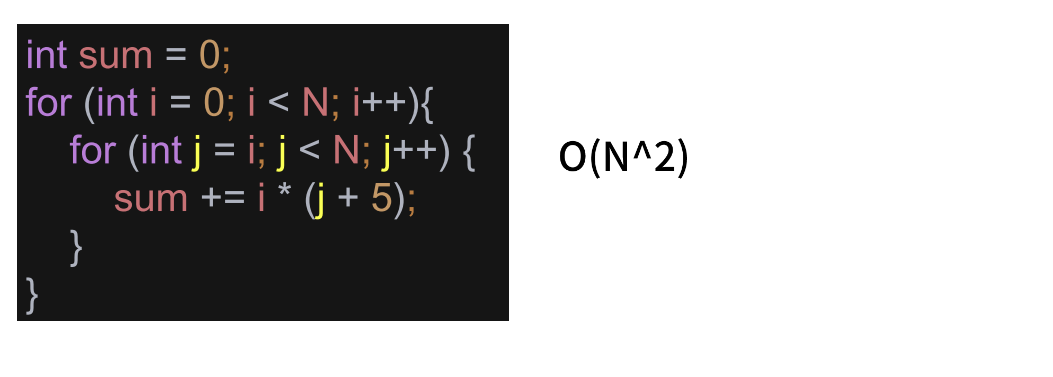 int sum = 0;
for (int i = 0; i < N; i++){
for (int j = i; j < N; j++) {
sum += i * (j + 5);
}
}
O(N^2)